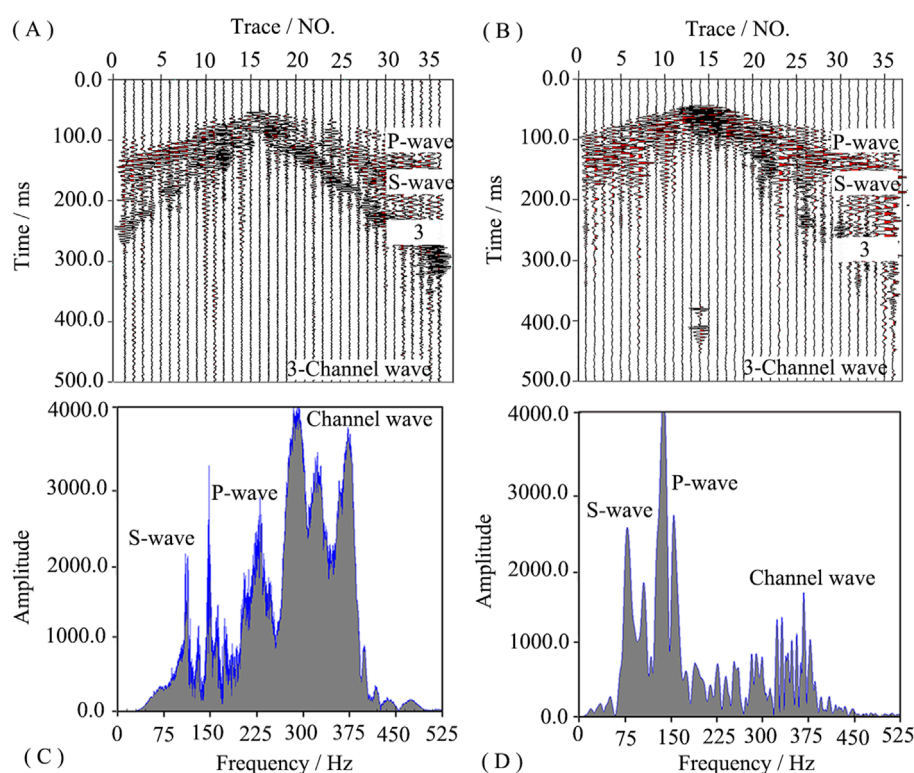 ( A )
Trace / NO.
0 5 10 15 20 25 30 35
Time / ms
0.0
100.0
200.0
300.0
400.0
500.0
P-wave
S-wave
3
3-Channel wave
( B )
Trace / NO.
0 5 10 15 20 25 30 35
Time / ms
0.0
100.0
200.0
300.0
400.0
500.0
P-wave
S-wave
3
3-Channel wave
Amplitude
4000.0
3000.0
2000.0
1000.0
0.0
Channel wave
P-wave
S-wave
0 75 150 225 300 375 450 525
Frequency / Hz
( C )
Amplitude
4000.0
3000.0
2000.0
1000.0
0.0
S-wave
P-wave
Channel wave
0 75 150 225 300 375 450 525
Frequency / Hz
( D )